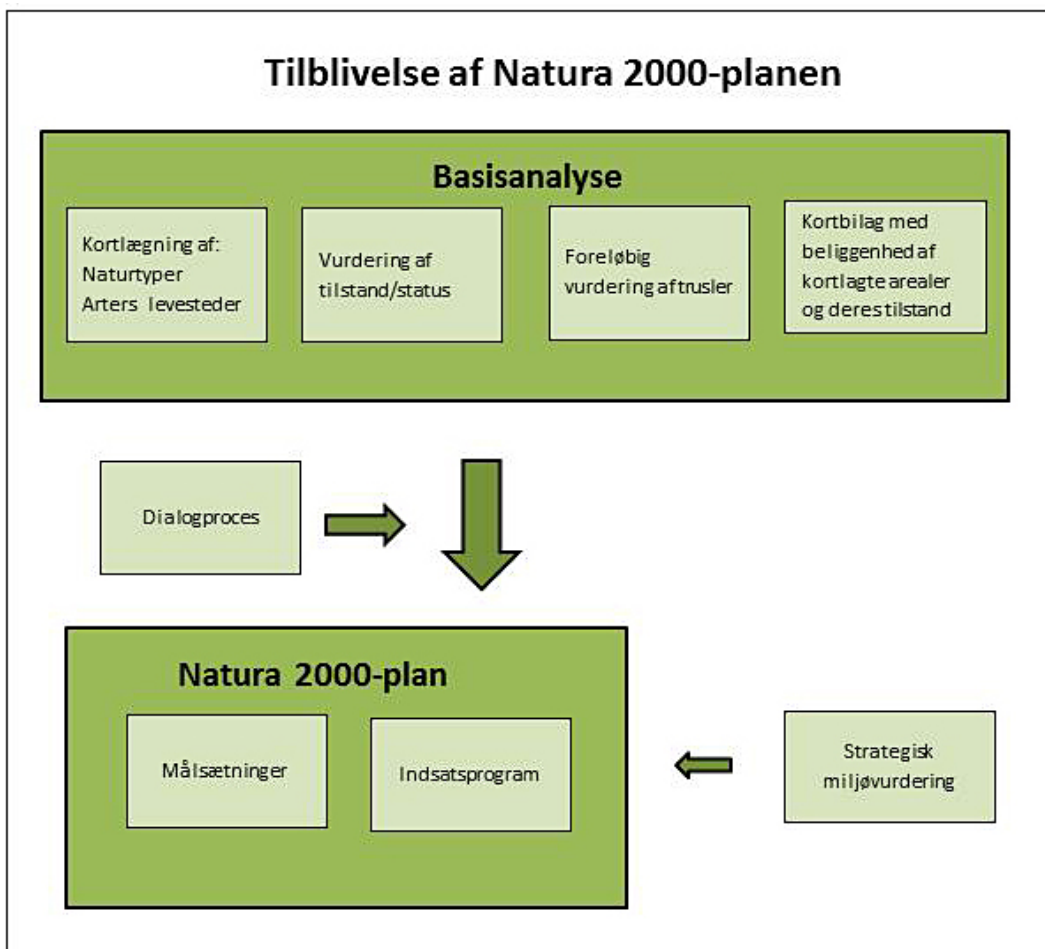 Tilblivelse af Natura 2000-planen
Basisanalyse
Kortlægning af:
Naturtyper
Arters levesteder
Vurdering af
tilstand/status
Foreløbig
vurdering af trusler
Kortbilag med
beliggenhed af
kortlagte arealer
og deres tilstand
Dialogproces
Natura 2000-plan
Målsætninger
Indsatsprogram
Strategisk
miljøvurdering